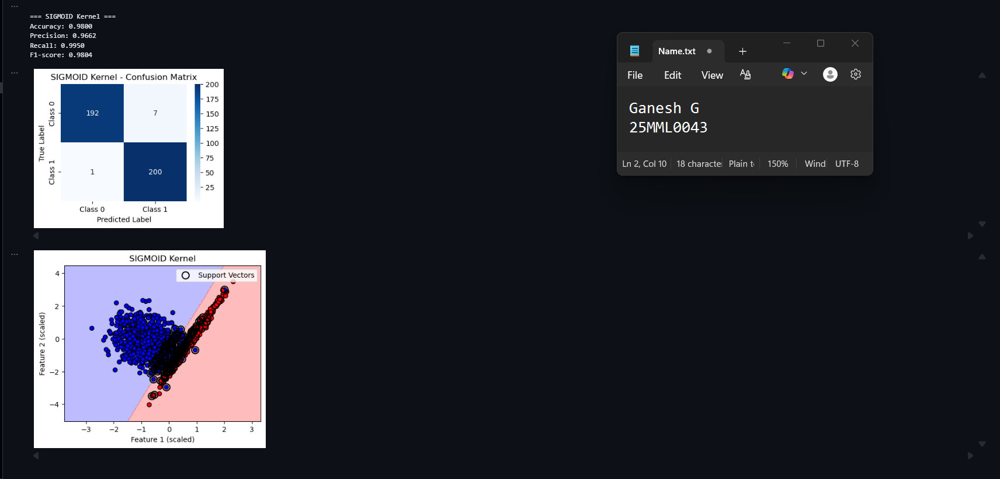 === SIGMOID Kernel ===
Accuracy: 0.9800
Precision: 0.9662
Recall: 0.9950
F1-score: 0.9804
SIGMOID Kernel - Confusion Matrix
True Label
Class 0
Class 1
192
7
1
200
Class 0
Class 1
Predicted Label
200
175
150
125
100
75
50
25
SIGMOID Kernel
Support Vectors
Feature 2 (scaled)
4
2
0
−2
−4
−3
−2
−1
0
1
2
3
Feature 1 (scaled)
Name.txt
File Edit View
Ganesh G
25MML0043
Ln 2, Col 10 18 characte Plain t 150% Wind UTF-8